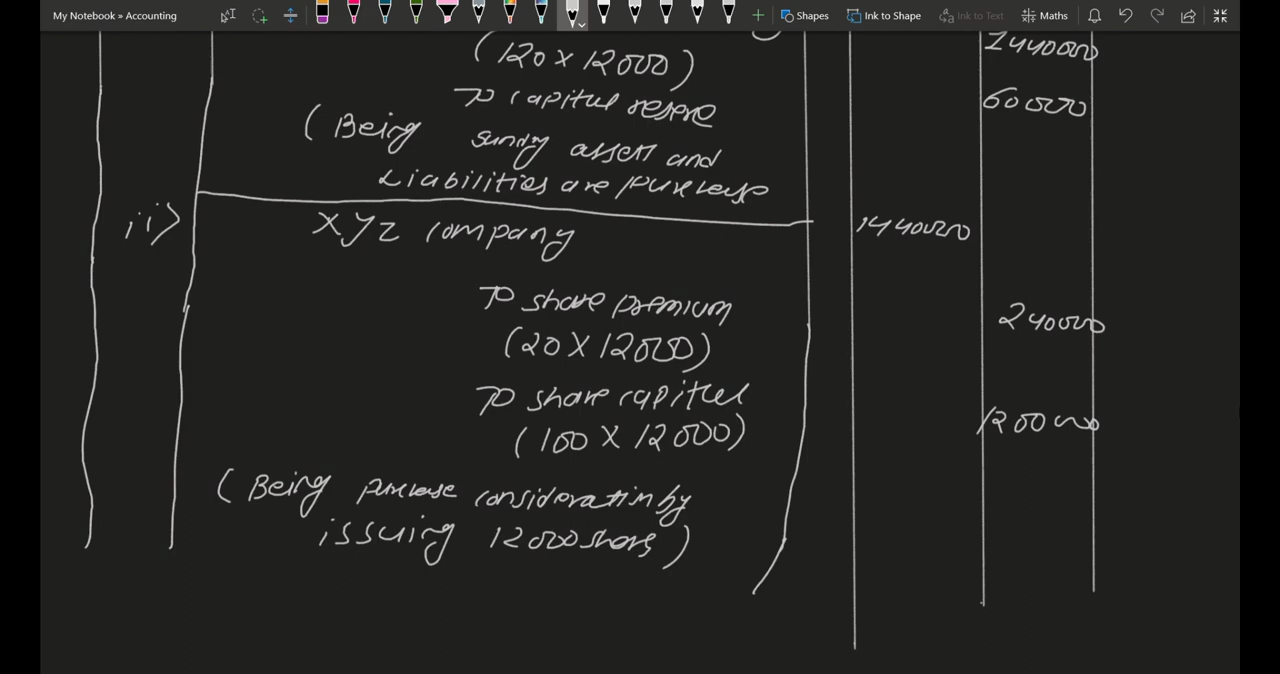 My Notebook » Accounting
Shapes
Ink to Shape
Ink to Text
Maths
(120 x 12000) 1440000
To capital reserve 60000
(Being sundry assets and
Liabilities are purchase
ii) XYZ company 1440000
To share premium 240000
(20 X 12000)
To share capital 1200000
(100 X 12000)
(Being purchase consideration by
issuing 12000 shares)